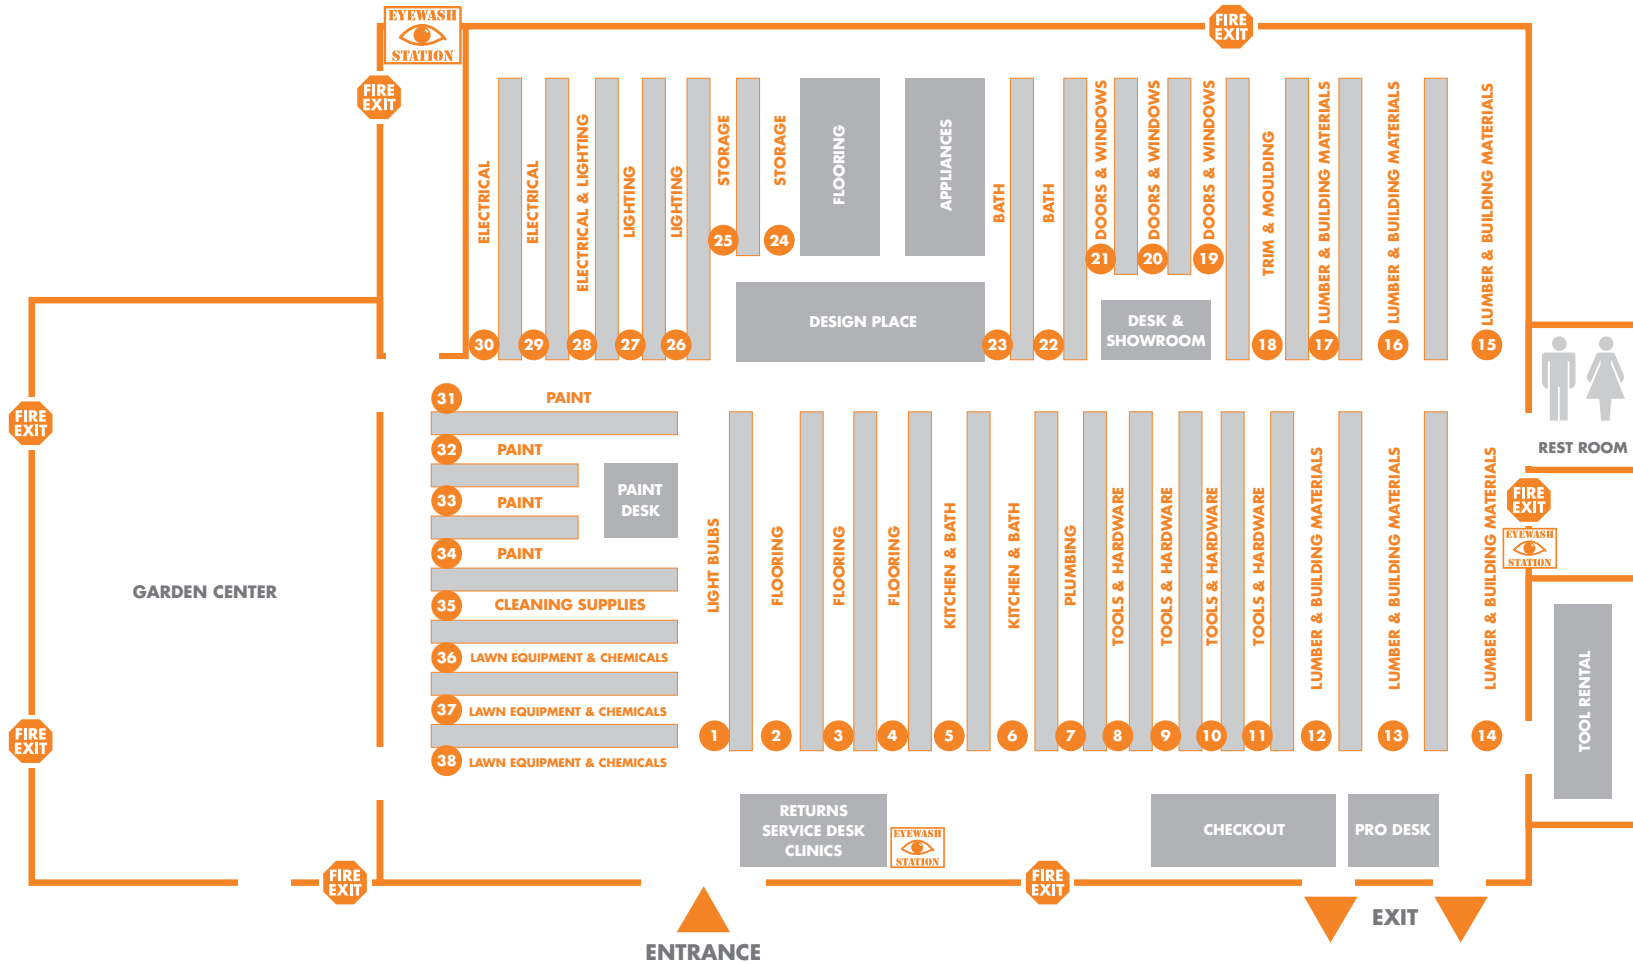 EYEWASH
STATION
FIRE
EXIT
FIRE
EXIT
ELECTRICAL
30
ELECTRICAL
29
ELECTRICAL & LIGHTING
28
LIGHTING
27
LIGHTING
26
STORAGE
25
STORAGE
24
FLOORING
APPLIANCES
DESIGN PLACE
BATH
23
BATH
22
DOORS & WINDOWS
21
DOORS & WINDOWS
20
DOORS & WINDOWS
19
DESK &
SHOWROOM
TRIM & MOULDING
18
LUMBER & BUILDING MATERIALS
17
LUMBER & BUILDING MATERIALS
16
LUMBER & BUILDING MATERIALS
15
REST ROOM
FIRE
EXIT
EYEWASH
STATION
TOOL RENTAL
FIRE
EXIT
GARDEN CENTER
FIRE
EXIT
FIRE
EXIT
31 PAINT
32 PAINT
33 PAINT
PAINT
DESK
34 PAINT
35 CLEANING SUPPLIES
36 LAWN EQUIPMENT & CHEMICALS
37 LAWN EQUIPMENT & CHEMICALS
38 LAWN EQUIPMENT & CHEMICALS
LIGHT BULBS
1
FLOORING
2
FLOORING
3
FLOORING
4
KITCHEN & BATH
5
KITCHEN & BATH
6
PLUMBING
7
TOOLS & HARDWARE
8
TOOLS & HARDWARE
9
TOOLS & HARDWARE
10
TOOLS & HARDWARE
11
LUMBER & BUILDING MATERIALS
12
LUMBER & BUILDING MATERIALS
13
LUMBER & BUILDING MATERIALS
14
RETURNS
SERVICE DESK
CLINICS
EYEWASH
STATION
CHECKOUT
PRO DESK
FIRE
EXIT
ENTRANCE
EXIT